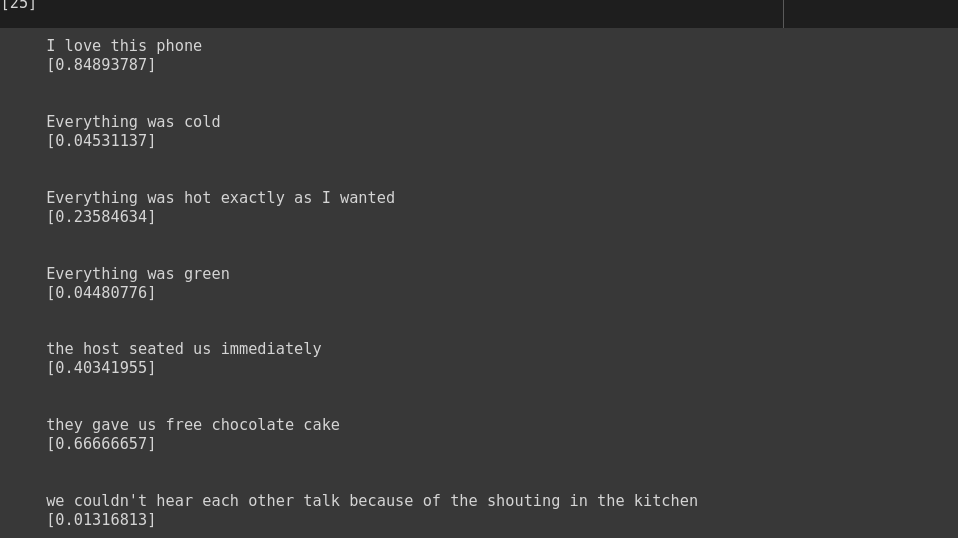 [25]
I love this phone
[0.84893787]
Everything was cold
[0.04531137]
Everything was hot exactly as I wanted
[0.23584634]
Everything was green
[0.04480776]
the host seated us immediately
[0.40341955]
they gave us free chocolate cake
[0.66666657]
we couldn't hear each other talk because of the shouting in the kitchen
[0.01316813]